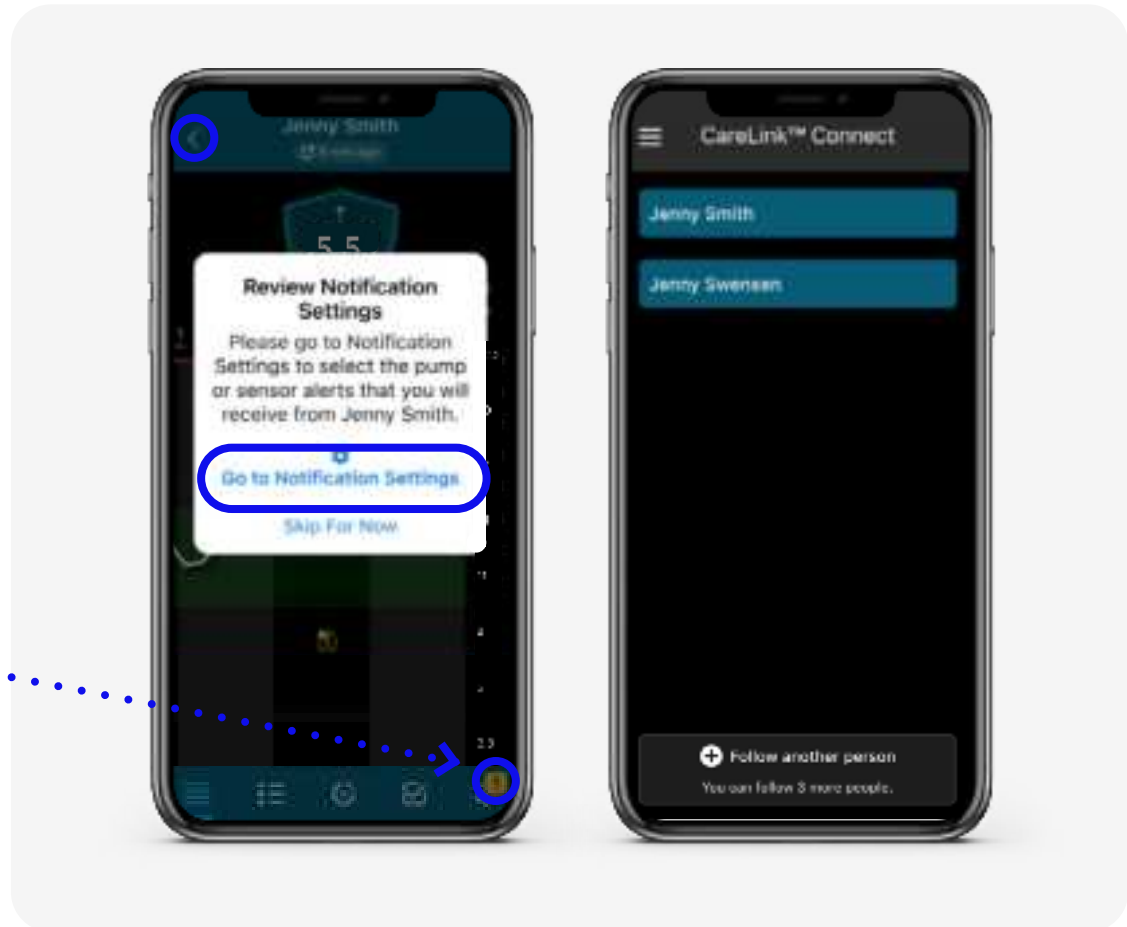 Jenny Smith
5.5
Review Notification
Settings
Please go to Notification
Settings to select the pump
or sensor alerts that you will
receive from Jenny Smith.
Go to Notification Settings
Skip For Now
2.3
CareLink™ Connect
Jenny Smith
Jenny Swensen
Follow another person
You can follow 3 more people.